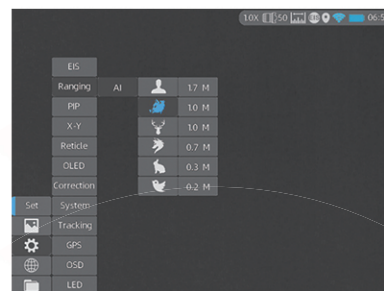 10X 50 06:5
EIS
Ranging AI 1.7 M
PIP 1.0 M
X-Y 1.0 M
Reticle 0.7 M
OLED 0.3 M
Correction 0.2 M
Set System
Tracking
GPS
OSD
LED